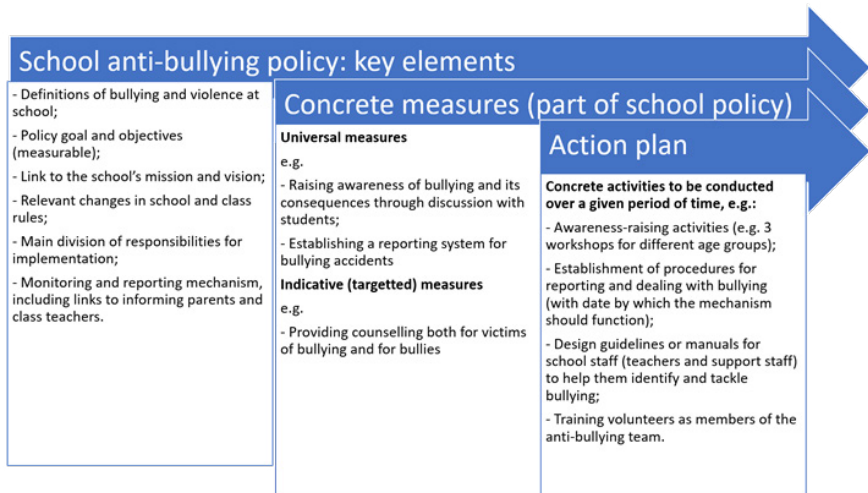 School anti-bullying policy: key elements
- Definitions of bullying and violence at
school;
- Policy goal and objectives
(measurable);
- Link to the school's mission and vision;
- Relevant changes in school and class
rules;
- Main division of responsibilities for
implementation;
- Monitoring and reporting mechanism,
including links to informing parents and
class teachers.
Concrete measures (part of school policy)
Universal measures
e.g.
- Raising awareness of bullying and its
consequences through discussion with
students;
- Establishing a reporting system for
bullying accidents
Indicative (targetted) measures
e.g.
- Providing counselling both for victims
of bullying and for bullies
Action plan
Concrete activities to be conducted
over a given period of time, e.g.:
- Awareness-raising activities (e.g. 3
workshops for different age groups);
- Establishment of procedures for
reporting and dealing with bullying
(with date by which the mechanism
should function);
- Design guidelines or manuals for
school staff (teachers and support staff)
to help them identify and tackle
bullying;
- Training volunteers as members of the
anti-bullying team.